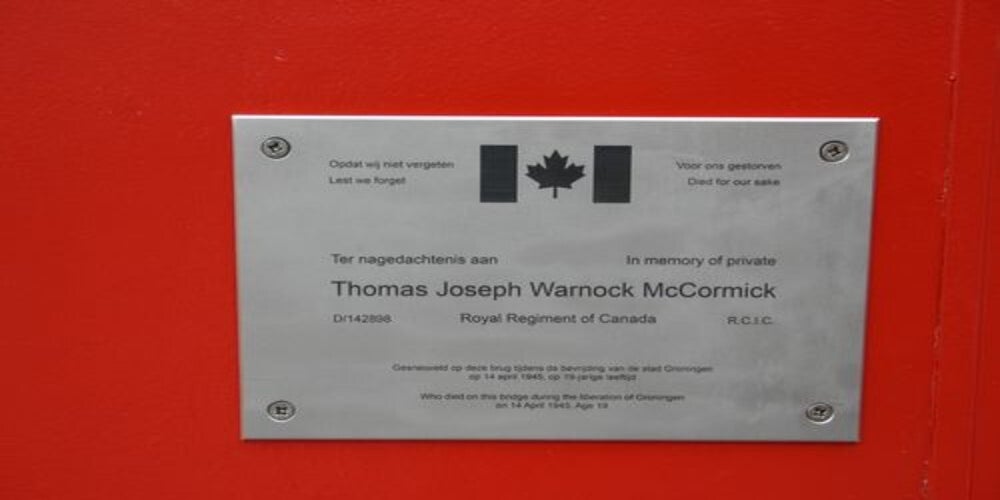 Opdat wij niet vergeten
Lest we forget
Voor ons gestorven
Died for our sake
Ter nagedachtenis aan In memory of private
Thomas Joseph Warnock McCormick
D/142898 Royal Regiment of Canada R.C.I.C.
Gesneuveld op deze brug tijdens de bevrijding van de stad Groningen
op 14 april 1945, op 19-jarige leeftijd
Who died on this bridge during the liberation of Groningen
on 14 April 1945, Age 19